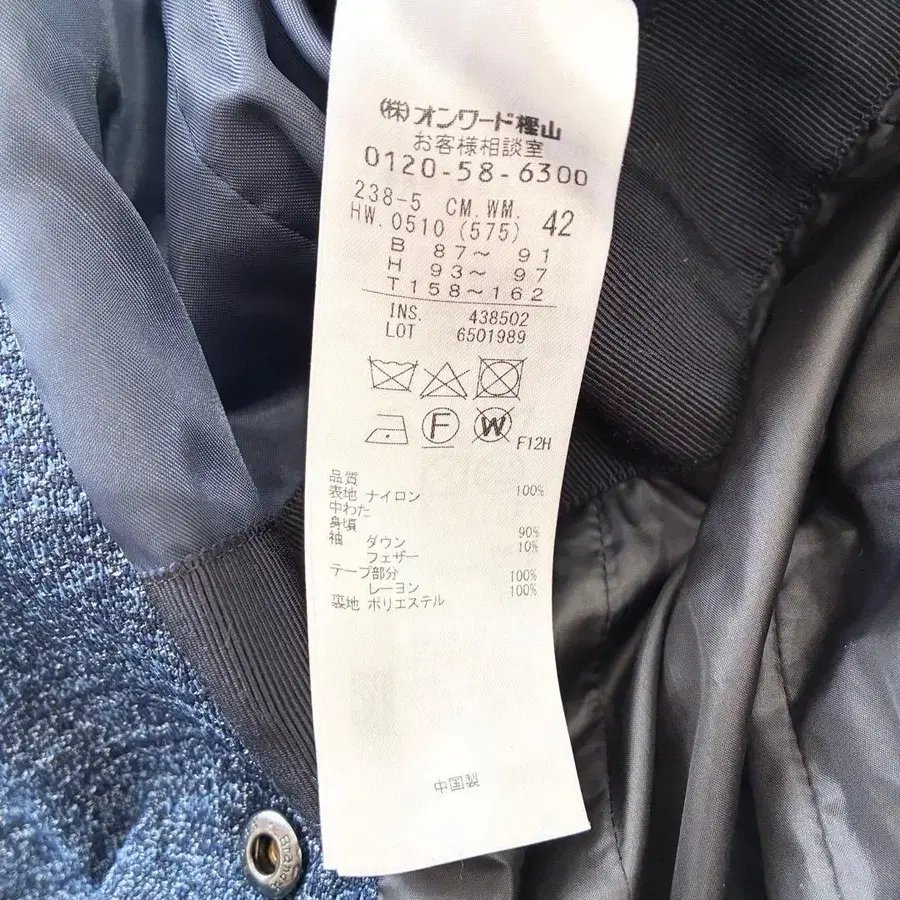 (株)オンワード樫山
お客様相談室
0120-58-6300
238-5 CM.WM. 42
HW. 0510 (575)
B 87～ 91
H 93～ 97
T158～162
INS. 438502
LOT 6501989
F W F12H
品質
表地 ナイロン 100%
中わた
身頃
袖 ダウン 90%
フェザー 10%
テープ部分
レーヨン 100%
裏地 ポリエステル 100%
中国製